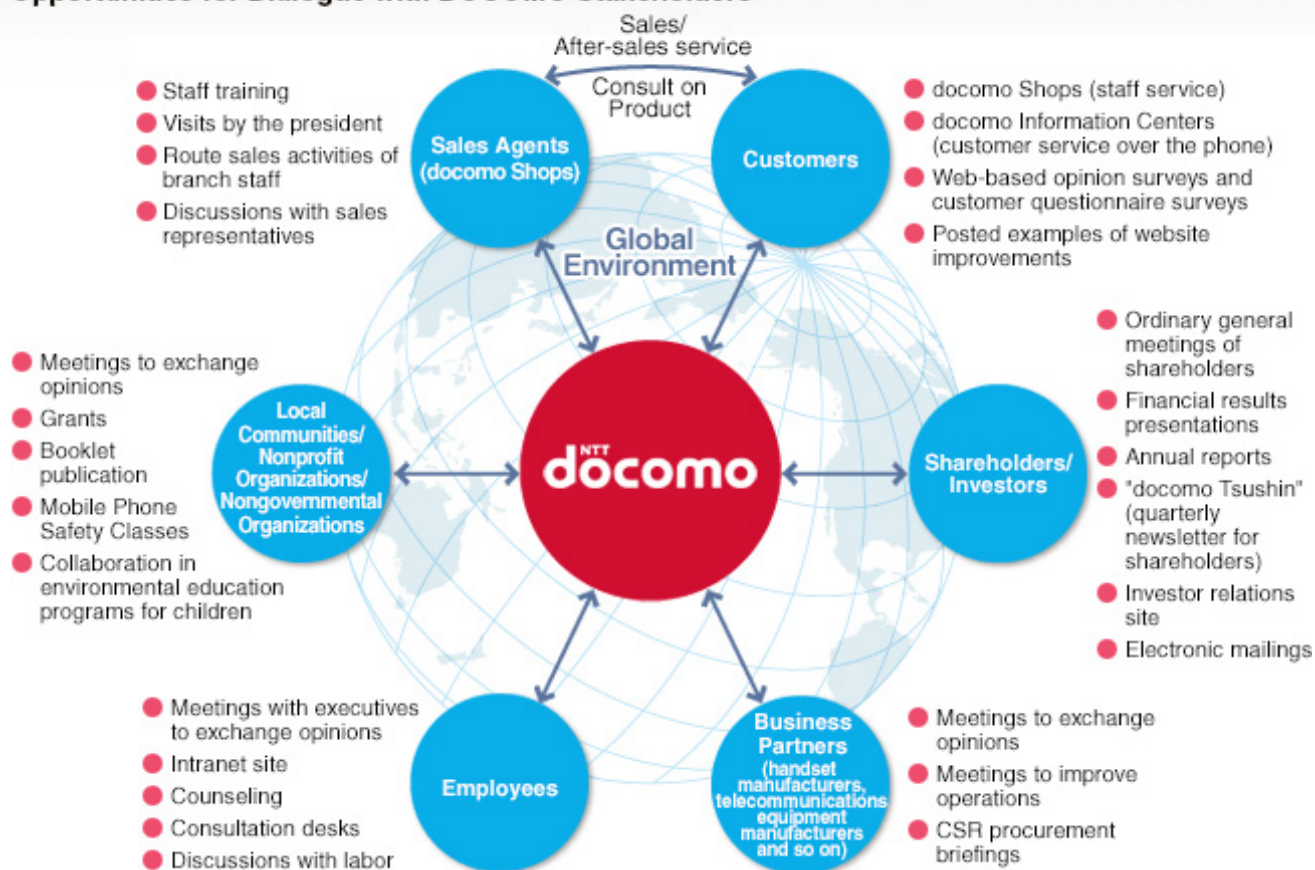 Opportunities for Dialogue with DOCOMO Stakeholders
Sales/
After-sales service
Consult on
Product
Staff training
Visits by the president
Route sales activities of
branch staff
Discussions with sales
representatives
Sales Agents
(docomo Shops)
Customers
docomo Shops (staff service)
docomo Information Centers
(customer service over the phone)
Web-based opinion surveys and
customer questionnaire surveys
Posted examples of website
improvements
Global
Environment
Meetings to exchange
opinions
Grants
Booklet
publication
Mobile Phone
Safety Classes
Collaboration in
environmental education
programs for children
Local
Communities/
Nonprofit
Organizations/
Nongovernmental
Organizations
NTT
döcomo
Shareholders/
Investors
Ordinary general
meetings of
shareholders
Financial results
presentations
Annual reports
"docomo Tsushin"
(quarterly
newsletter for
shareholders)
Investor relations
site
Electronic mailings
Meetings with executives
to exchange opinions
Intranet site
Counseling
Consultation desks
Discussions with labor
Employees
Business
Partners
(handset
manufacturers,
telecommunications
equipment
manufacturers
and so on)
Meetings to exchange
opinions
Meetings to improve
operations
CSR procurement
briefings